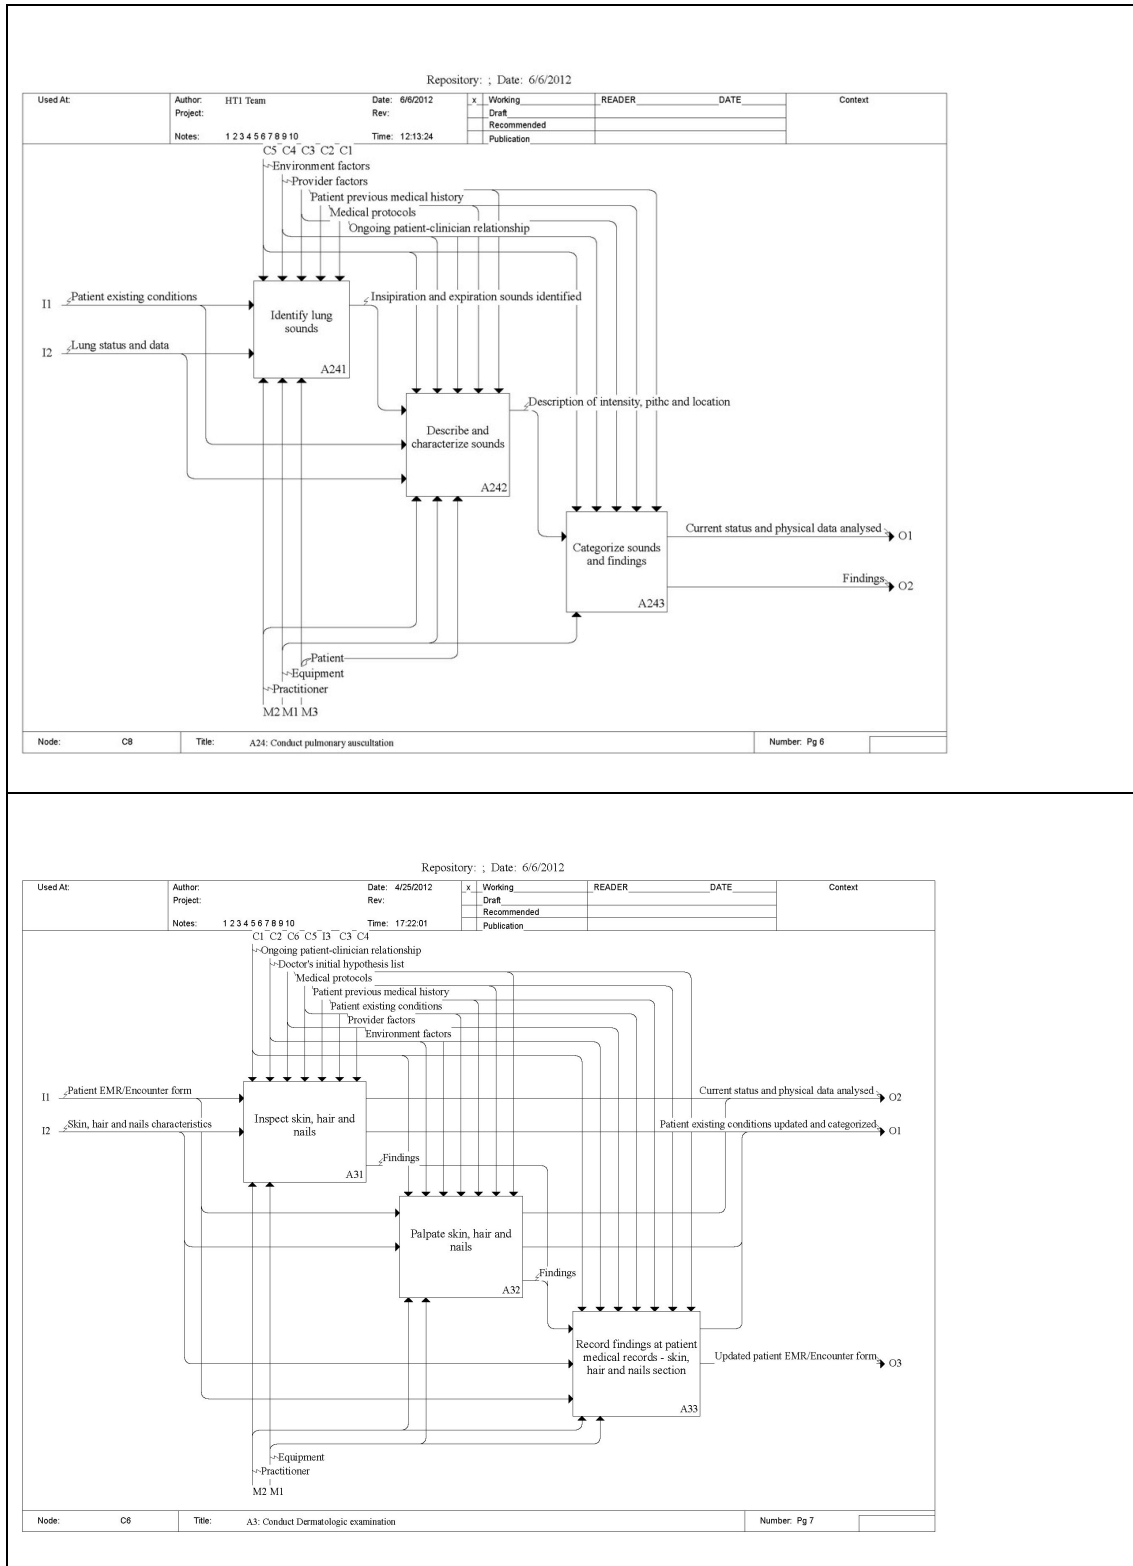 Repository: ; Date: 6/6/2012
Used At: Author: HT1 Team Date: 6/6/2012 x Working READER DATE Context
Project: Rev: Draft
Recommended
Notes: 1 2 3 4 5 6 7 8 9 10 Time: 12:13:24 Publication
C5 C4 C3 C2 C1
Environment factors
Provider factors
Patient previous medical history
Medical protocols
Ongoing patient-clinician relationship
I1 Patient existing conditions
Insipiration and expiration sounds identified
Identify lung
sounds
I2 Lung status and data
A241
Description of intensity, pithc and location
Describe and
characterize sounds
A242
Current status and physical data analysed O1
Categorize sounds
and findings
Findings O2
A243
Patient
Equipment
Practitioner
M2 M1 M3
Node: C8 Title: A24: Conduct pulmonary auscultation Number: Pg 6
Repository: ; Date: 6/6/2012
Used At: Author: Date: 4/25/2012 x Working READER DATE Context
Project: Rev: Draft
Recommended
Notes: 1 2 3 4 5 6 7 8 9 10 Time: 17:22:01 Publication
C1 C2 C6 C5 I3 C3 C4
Ongoing patient-clinician relationship
Doctor's initial hypothesis list
Medical protocols
Patient previous medical history
Patient existing conditions
Provider factors
Environment factors
I1 Patient EMR/Encounter form
Current status and physical data analysed O2
Inspect skin, hair and
nails
I2 Skin, hair and nails characteristics
Patient existing conditions updated and categorized O1
Findings
A31
Palpate skin, hair and
nails
Findings
A32
Record findings at patient
medical records - skin,
hair and nails section
Updated patient EMR/Encounter form O3
A33
Equipment
Practitioner
M2 M1
Node: C6 Title: A3: Conduct Dermatologic examination Number: Pg 7